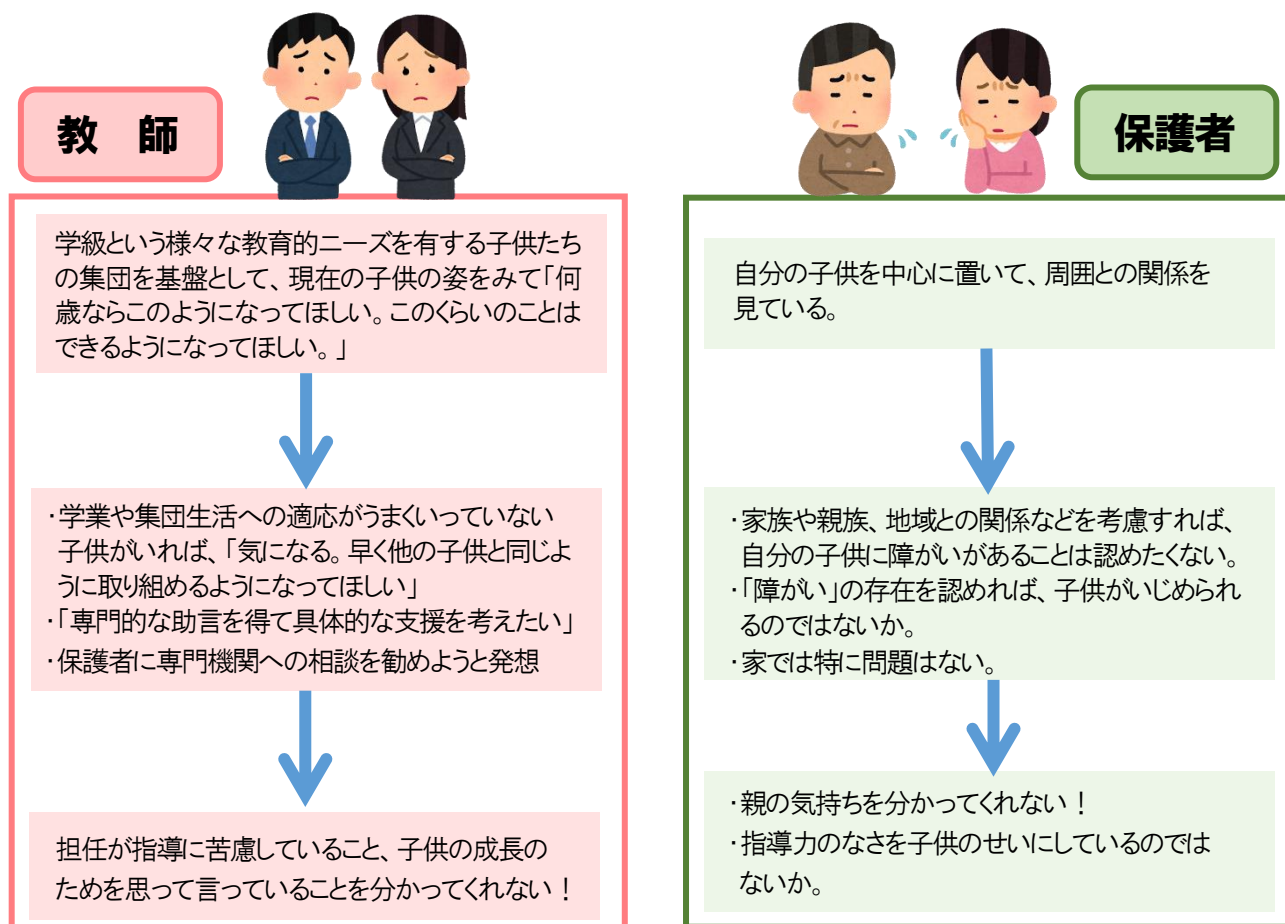 教　師
学級という様々な教育的ニーズを有する子供たち
の集団を基盤として、現在の子供の姿をみて「何
歳ならこのようになってほしい。このくらいのことは
できるようになってほしい。」
・学業や集団生活への適応がうまくいっていない
子供がいれば、「気になる。早く他の子供と同じよ
うに取り組めるようになってほしい」
・「専門的な助言を得て具体的な支援を考えたい」
・保護者に専門機関への相談を勧めようと発想
担任が指導に苦慮していること、子供の成長の
ためを思って言っていることを分かってくれない！
保護者
自分の子供を中心に置いて、周囲との関係を
見ている。
・家族や親族、地域との関係などを考慮すれば、
自分の子供に障がいがあることは認めたくない。
・「障がい」の存在を認めれば、子供がいじめられ
るのではないか。
・家では特に問題はない。
・親の気持ちを分かってくれない！
・指導力のなさを子供のせいにしているのでは
ないか。